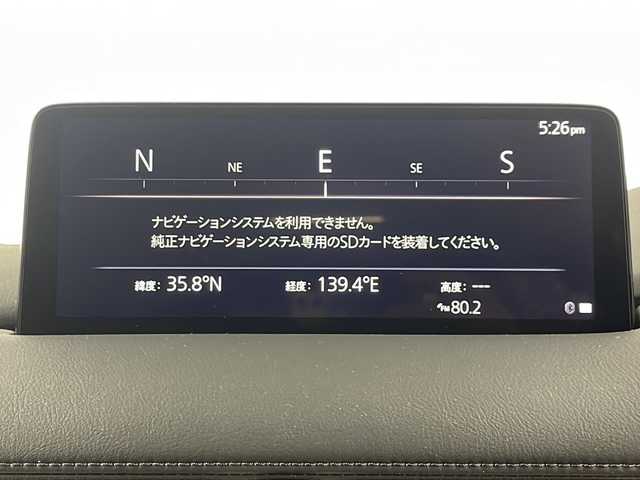 5:26pm
N NE E SE S
ナビゲーションシステムを利用できません。
純正ナビゲーションシステム専用のSDカードを装着してください。
緯度: 35.8°N 経度: 139.4°E 高度: ---
FM 80.2